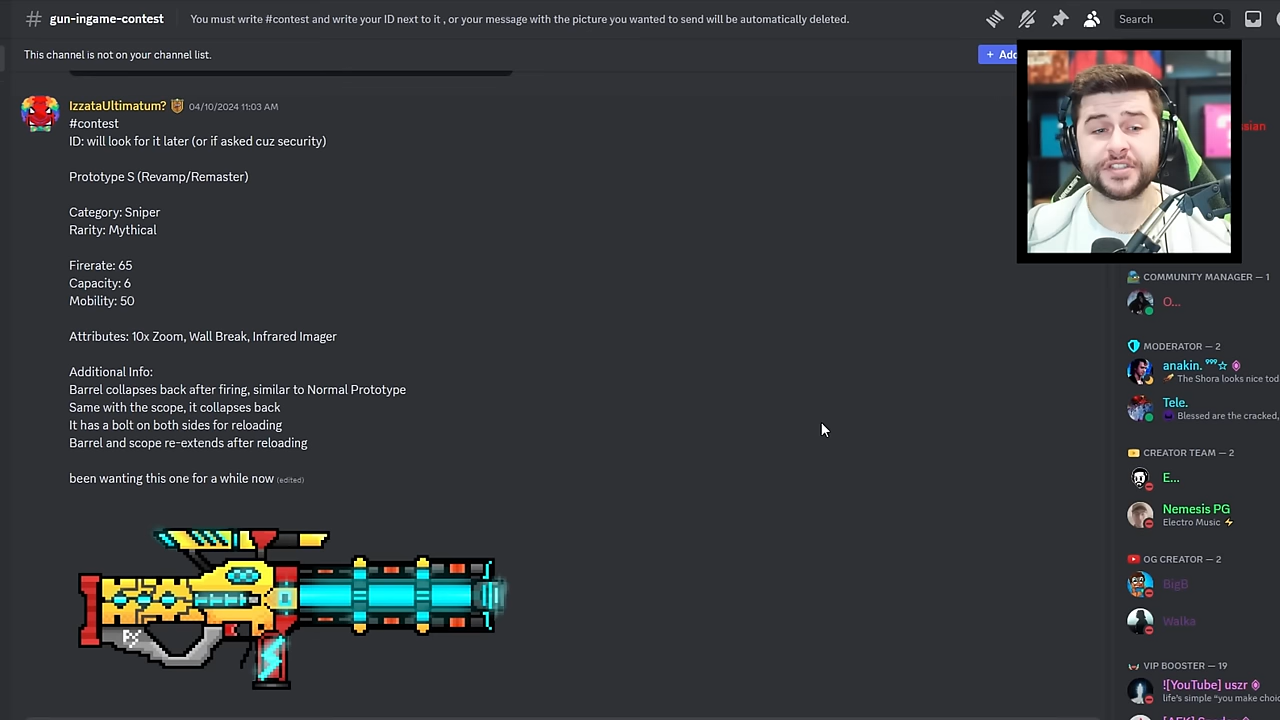 # gun-ingame-contest
You must write #contest and write your ID next to it , or your message with the picture you wanted to send will be automatically deleted.
Search
This channel is not on your channel list.
+ Add
IzzataUltimatum? 04/10/2024 11:03 AM
#contest
ID: will look for it later (or if asked cuz security)
Prototype S (Revamp/Remaster)
Category: Sniper
Rarity: Mythical
Firerate: 65
Capacity: 6
Mobility: 50
Attributes: 10x Zoom, Wall Break, Infrared Imager
Additional Info:
Barrel collapses back after firing, similar to Normal Prototype
Same with the scope, it collapses back
It has a bolt on both sides for reloading
Barrel and scope re-extends after reloading
been wanting this one for a while now (edited)
COMMUNITY MANAGER — 1
O...
MODERATOR — 2
anakin. ⁹⁹⁹☆
The Shora looks nice tod
Tele.
Blessed are the cracked,
CREATOR TEAM — 2
E...
Nemesis PG
Electro Music
OG CREATOR — 2
BigB
Walka
VIP BOOSTER — 19
![YouTube] uszr
life's simple "you make choic